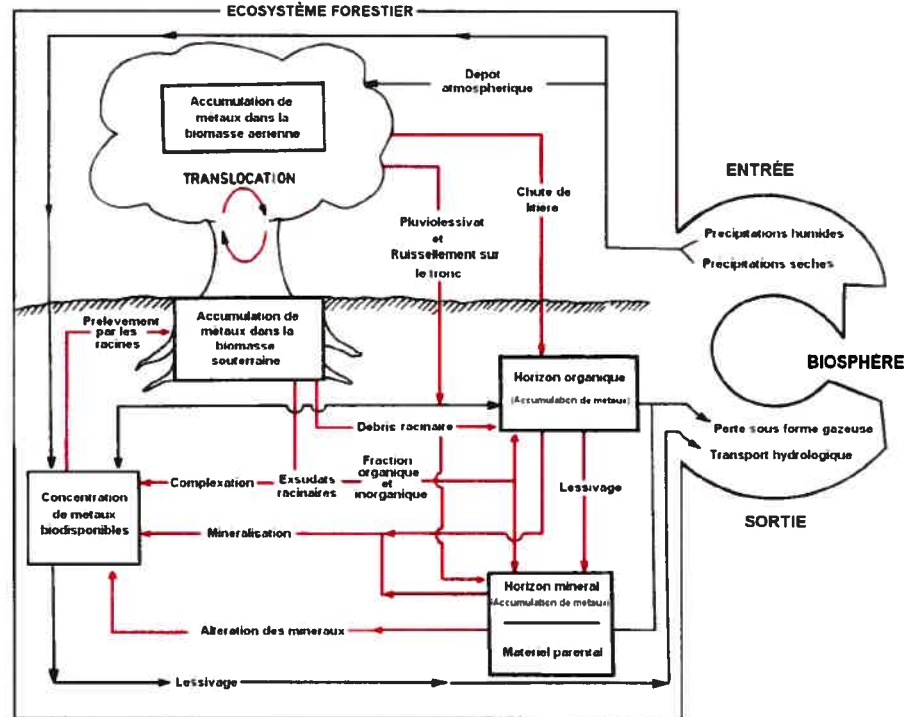 ECOSYSTÈME FORESTIER
Depot
atmospherique
Accumulation de
metaux dans la
biomasse aerienne
TRANSLOCATION
ENTRÉE
Chute de
litiere
Pluviolessivat
et
Ruissellement sur
le tronc
Precipitations humides
Precipitations seches
Prelevement
par les
racines
Accumulation de
metaux dans la
biomasse
souterraine
BIOSPHÈRE
Horizon organique
(Accumulation de metaux)
Debris racinaire
Perte sous forme gazeuse
Transport hydrologique
Fraction
organique
et
inorganique
Complexation
Exsudats
racinaires
Lessivage
Concentration
de metaux
biodisponibles
SORTIE
Mineralisation
Horizon mineral
(Accumulation de metaux)
Alteration des mineraux
Materiel parental
Lessivage